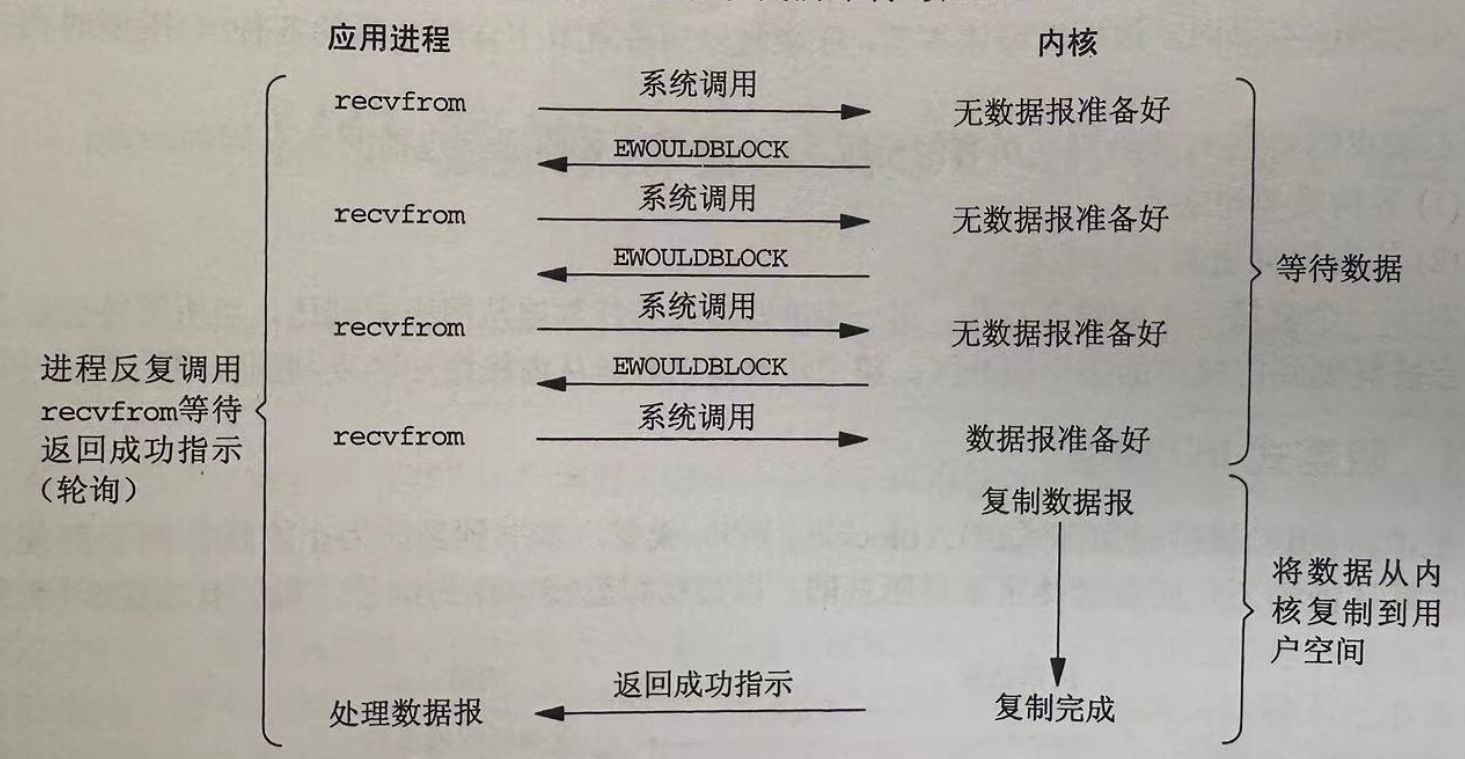 应用进程
内核
recvfrom
系统调用
无数据报准备好
EWOULDBLOCK
recvfrom
系统调用
无数据报准备好
EWOULDBLOCK
等待数据
recvfrom
系统调用
无数据报准备好
进程反复调用
recvfrom等待
返回成功指示
(轮询)
EWOULDBLOCK
recvfrom
系统调用
数据报准备好
复制数据报
将数据从内
核复制到用
户空间
返回成功指示
处理数据报
复制完成